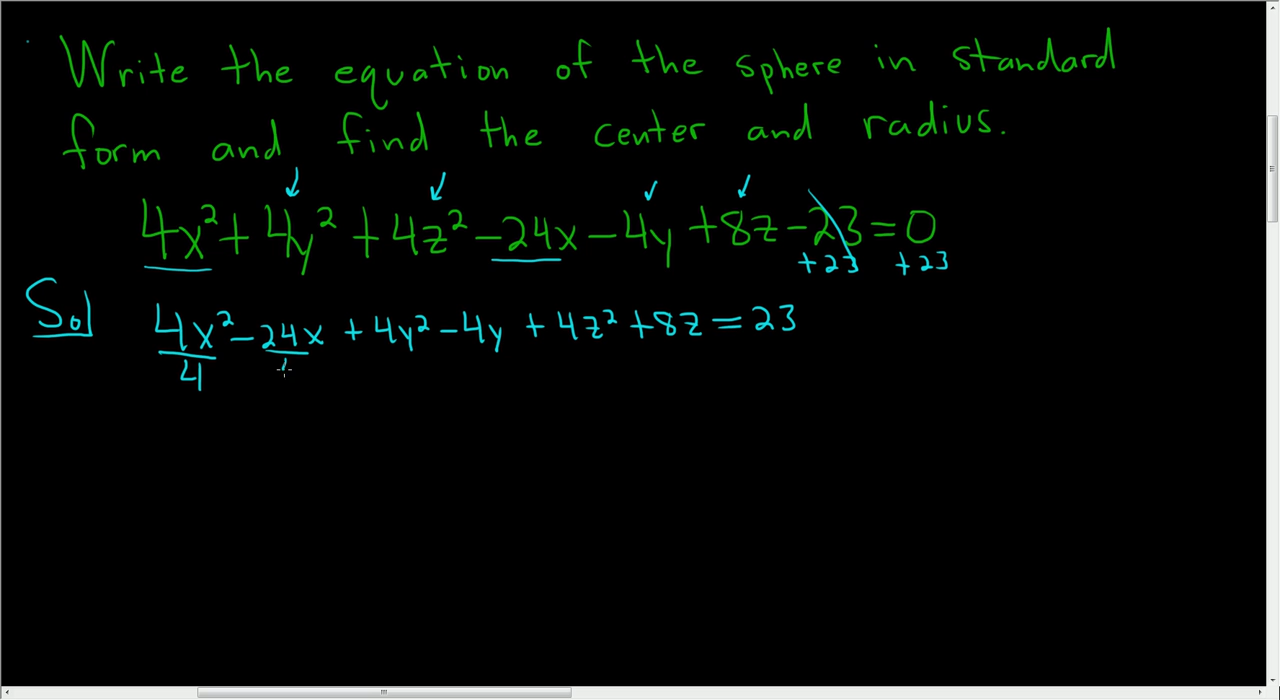 Write the equation of the sphere in standard
form and find the center and radius.
4x² + 4y² + 4z² - 24x - 4y + 8z - 23 = 0
+23 +23
Sol 4x² - 24x + 4y² - 4y + 4z² + 8z = 23
4